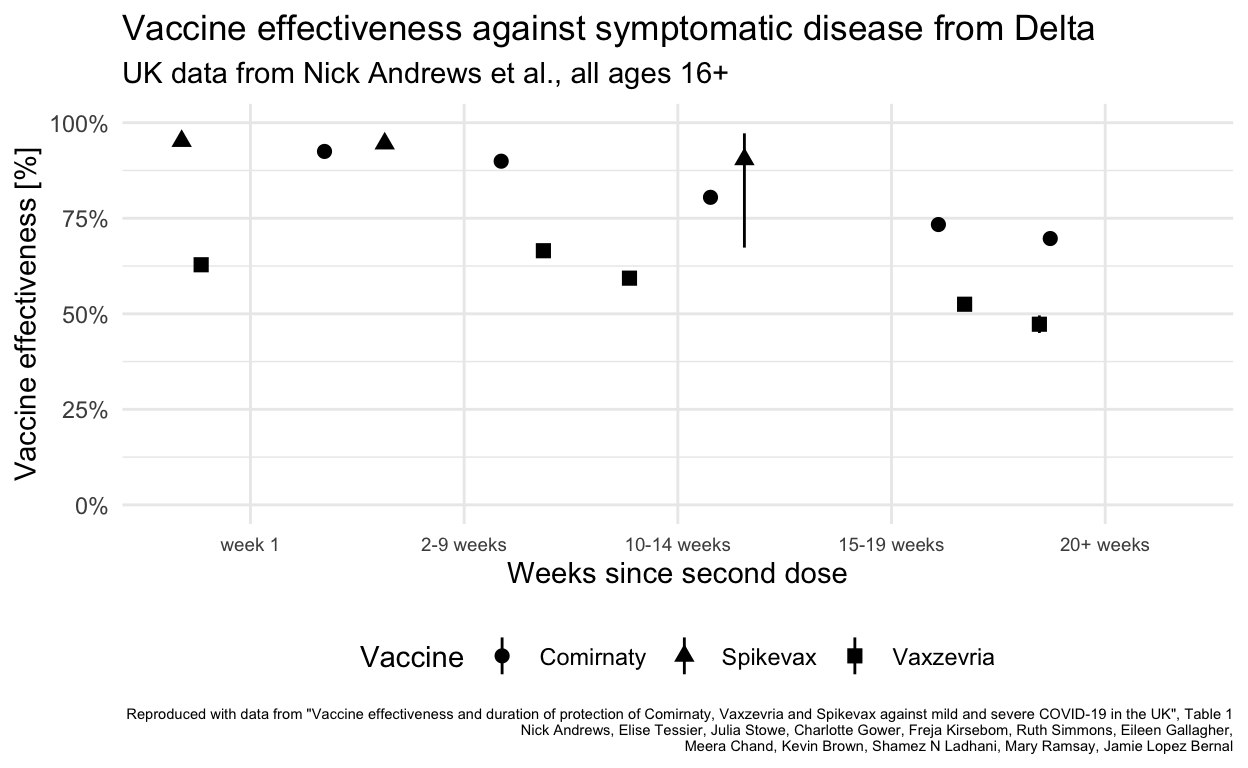 Vaccine effectiveness against symptomatic disease from Delta
UK data from Nick Andrews et al., all ages 16+
Vaccine effectiveness [%]
100%
75%
50%
25%
0%
week 1 2-9 weeks 10-14 weeks 15-19 weeks 20+ weeks
Weeks since second dose
Vaccine Comirnaty Spikevax Vaxzevria
Reproduced with data from "Vaccine effectiveness and duration of protection of Comirnaty, Vaxzevria and Spikevax against mild and severe COVID-19 in the UK", Table 1
Nick Andrews, Elise Tessier, Julia Stowe, Charlotte Gower, Freja Kirsebom, Ruth Simmons, Eileen Gallagher,
Meera Chand, Kevin Brown, Shamez N Ladhani, Mary Ramsay, Jamie Lopez Bernal